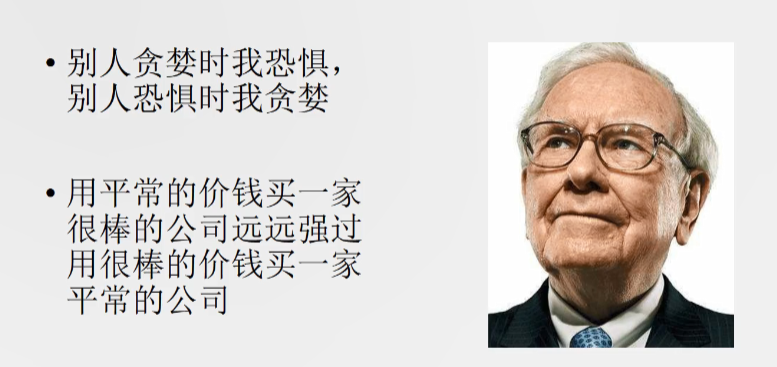 • 别人贪婪时我恐惧，
别人恐惧时我贪婪
• 用平常的价钱买一家
很棒的公司远远强过
用很棒的价钱买一家
平常的公司